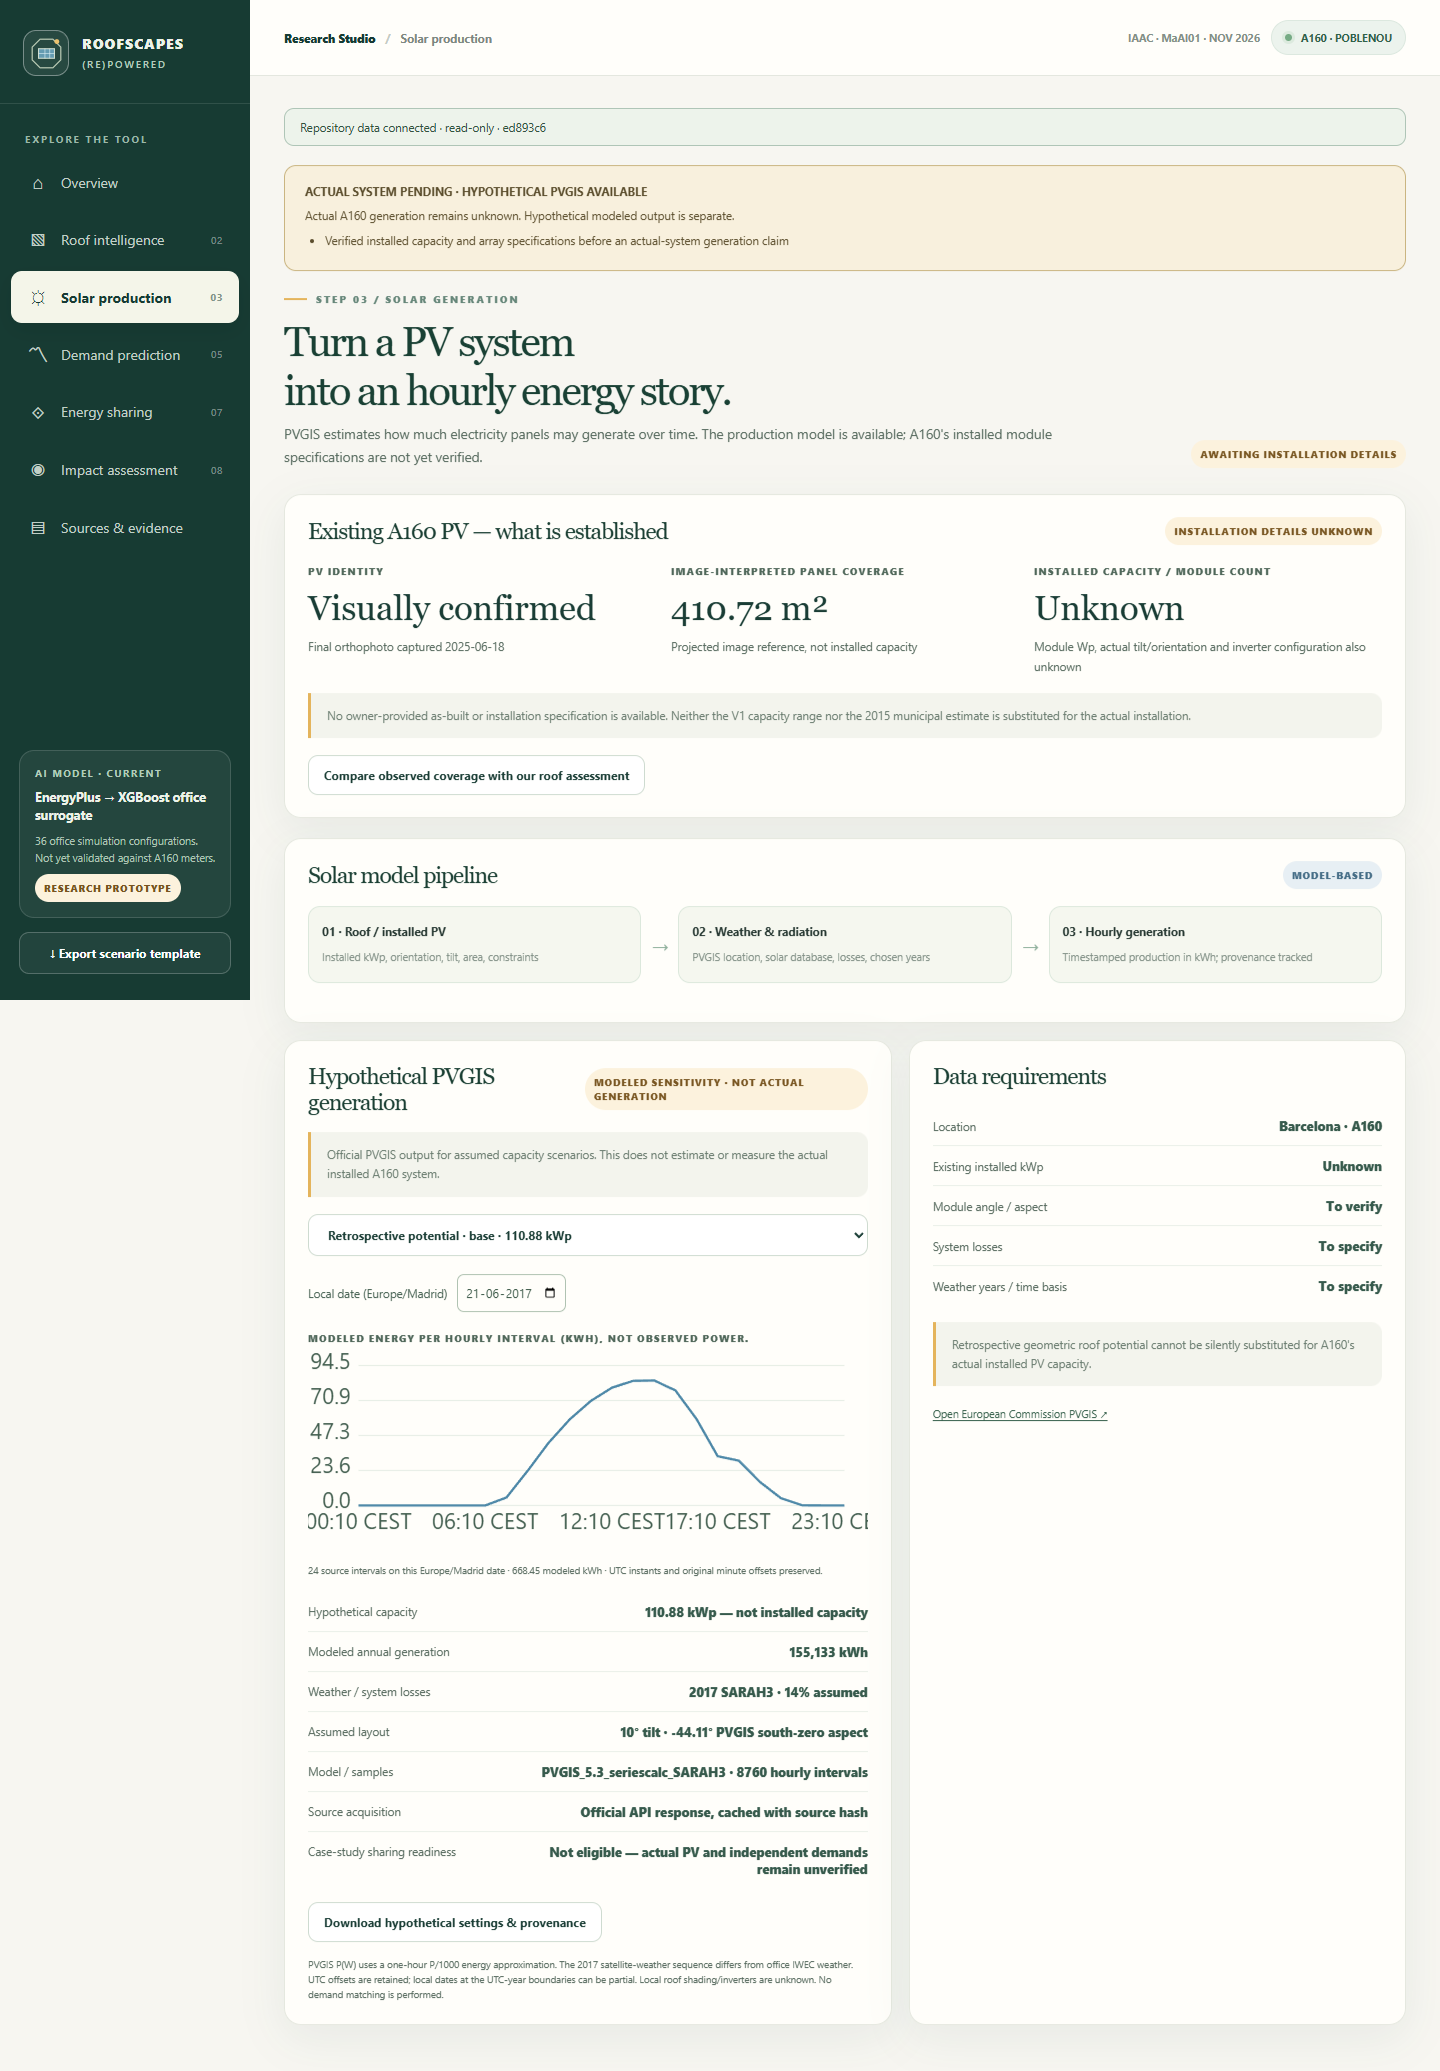 ROOFSCAPES
(RE)POWERED
EXPLORE THE TOOL
Overview
Roof intelligence 02
Solar production 03
Demand prediction 05
Energy sharing 07
Impact assessment 08
Sources & evidence
AI MODEL · CURRENT
EnergyPlus → XGBoost office
surrogate
36 office simulation configurations.
Not yet validated against A160 meters.
RESEARCH PROTOTYPE
↓ Export scenario template
Research Studio / Solar production
IAAC · MaAI01 · NOV 2026
A160 · POBLENOU
Repository data connected · read-only · ed893c6
ACTUAL SYSTEM PENDING · HYPOTHETICAL PVGIS AVAILABLE
Actual A160 generation remains unknown. Hypothetical modeled output is separate.
• Verified installed capacity and array specifications before an actual-system generation claim
STEP 03 / SOLAR GENERATION
Turn a PV system
into an hourly energy story.
PVGIS estimates how much electricity panels may generate over time. The production model is available; A160's installed module
specifications are not yet verified.
AWAITING INSTALLATION DETAILS
Existing A160 PV — what is established
INSTALLATION DETAILS UNKNOWN
PV IDENTITY
Visually confirmed
Final orthophoto captured 2025-06-18
IMAGE-INTERPRETED PANEL COVERAGE
410.72 m²
Projected image reference, not installed capacity
INSTALLED CAPACITY / MODULE COUNT
Unknown
Module Wp, actual tilt/orientation and inverter configuration also
unknown
No owner-provided as-built or installation specification is available. Neither the V1 capacity range nor the 2015 municipal estimate is substituted for the actual installation.
Compare observed coverage with our roof assessment
Solar model pipeline
MODEL-BASED
01 · Roof / installed PV
Installed kWp, orientation, tilt, area, constraints
→
02 · Weather & radiation
PVGIS location, solar database, losses, chosen years
→
03 · Hourly generation
Timestamped production in kWh; provenance tracked
Hypothetical PVGIS
generation
MODELED SENSITIVITY · NOT ACTUAL
GENERATION
Official PVGIS output for assumed capacity scenarios. This does not estimate or measure the actual
installed A160 system.
Retrospective potential · base · 110.88 kWp
Local date (Europe/Madrid) 21-06-2017
MODELED ENERGY PER HOURLY INTERVAL (KWH), NOT OBSERVED POWER.
94.5
70.9
47.3
23.6
0.0
00:10 CEST 06:10 CEST 12:10 CEST 17:10 CEST 23:10 CE
24 source intervals on this Europe/Madrid date · 668.45 modeled kWh · UTC instants and original minute offsets preserved.
Hypothetical capacity 110.88 kWp — not installed capacity
Modeled annual generation 155,133 kWh
Weather / system losses 2017 SARAH3 · 14% assumed
Assumed layout 10° tilt · -44.11° PVGIS south-zero aspect
Model / samples PVGIS_5.3_seriescalc_SARAH3 · 8760 hourly intervals
Source acquisition Official API response, cached with source hash
Case-study sharing readiness Not eligible — actual PV and independent demands
remain unverified
Download hypothetical settings & provenance
PVGIS P(W) uses a one-hour P/1000 energy approximation. The 2017 satellite-weather sequence differs from office IWEC weather.
UTC offsets are retained; local dates at the UTC-year boundaries can be partial. Local roof shading/inverters are unknown. No
demand matching is performed.
Data requirements
Location Barcelona · A160
Existing installed kWp Unknown
Module angle / aspect To verify
System losses To specify
Weather years / time basis To specify
Retrospective geometric roof potential cannot be silently substituted for A160's
actual installed PV capacity.
Open European Commission PVGIS ↗